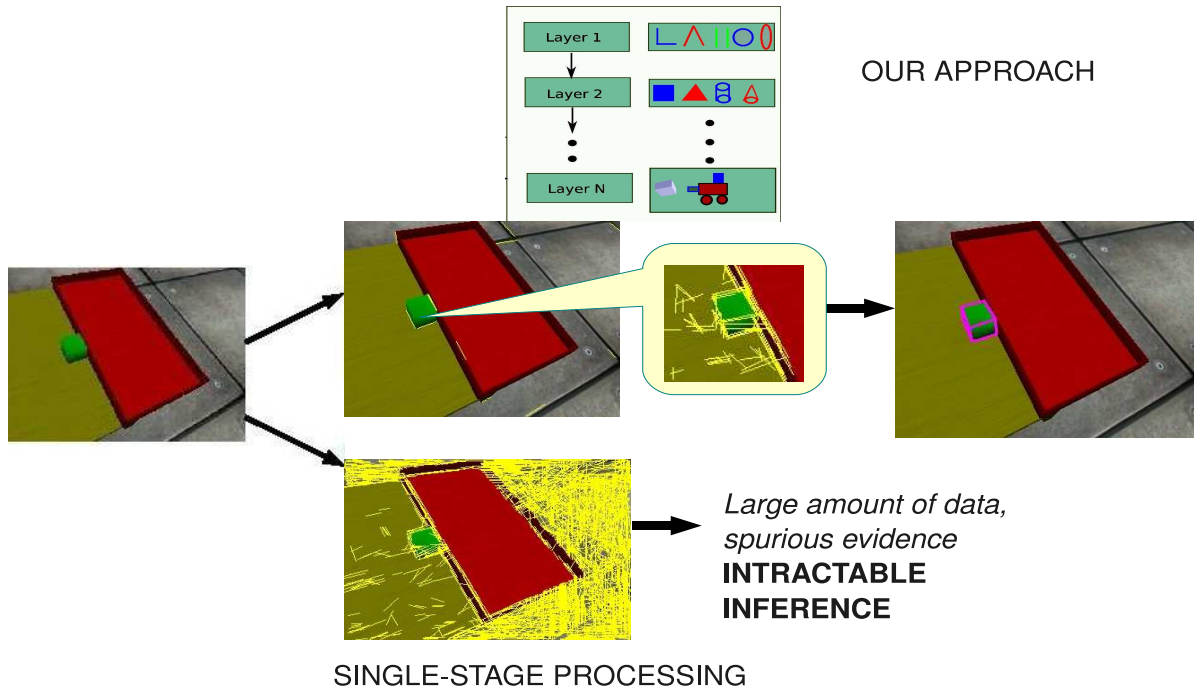 Layer 1
Layer 2
Layer N
OUR APPROACH
Large amount of data,
spurious evidence
INTRACTABLE
INFERENCE
SINGLE-STAGE PROCESSING